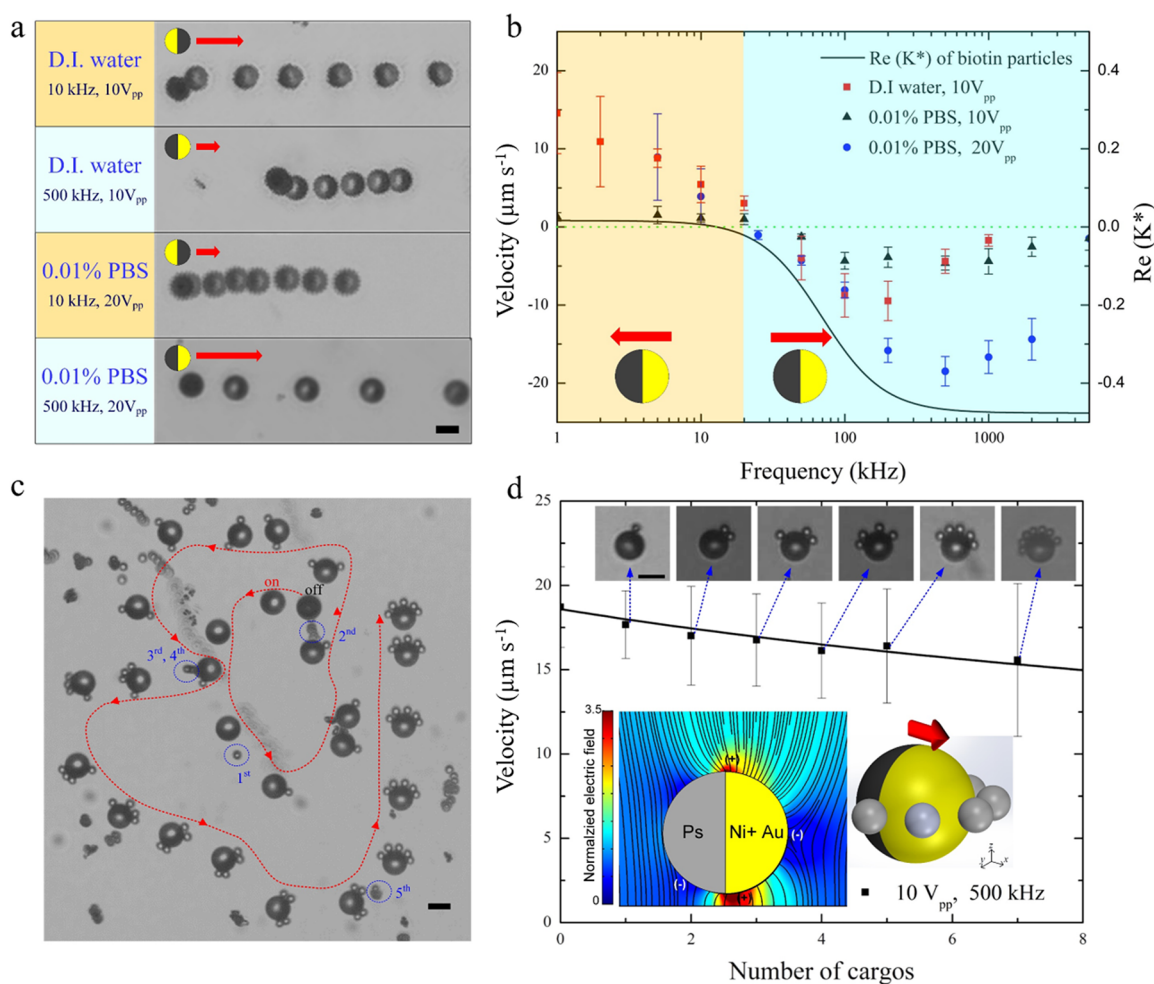 a
D.I. water
10 kHz, 10Vpp
D.I. water
500 kHz, 10Vpp
0.01% PBS
10 kHz, 20Vpp
0.01% PBS
500 kHz, 20Vpp
b
Re (K*) of biotin particles
D.I water, 10Vpp
0.01% PBS, 10Vpp
0.01% PBS, 20Vpp
20
10
0
-10
-20
Velocity (μm s⁻¹)
0.4
0.2
0.0
-0.2
-0.4
Re (K*)
1 10 100 1000
Frequency (kHz)
c
on
off
2nd
3rd, 4th
1st
5th
d
25
20
15
10
5
0
Velocity (μm s⁻¹)
3.5
0
Normalzied electric field
(+)
Ps
Ni+ Au
(-)
(-)
(+)
z
y x
10 Vpp, 500 kHz
0 2 4 6 8
Number of cargos